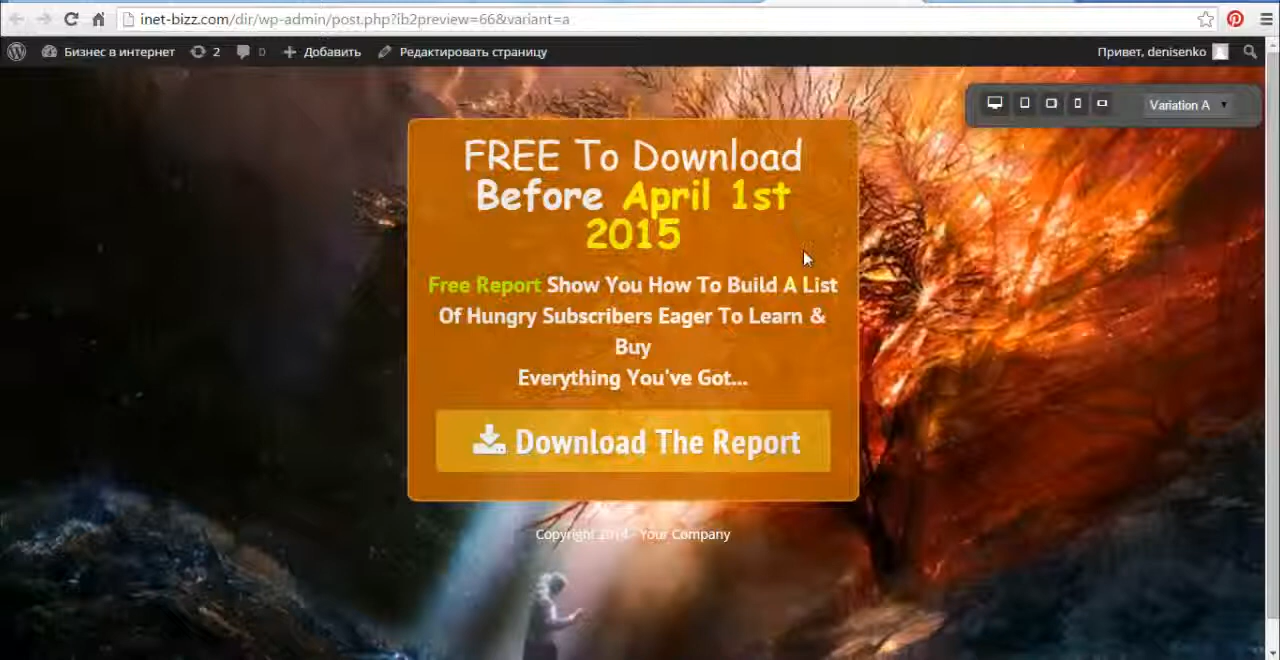 inet-bizz.com/dir/wp-admin/post.php?ib2preview=66&variant=a
Бизнес в интернет 2 0 Добавить Редактировать страницу Привет, denisenko
Variation A
FREE To Download
Before April 1st
2015
Free Report Show You How To Build A List
Of Hungry Subscribers Eager To Learn &
Buy
Everything You've Got...
Download The Report
Copyright 2014 - Your Company